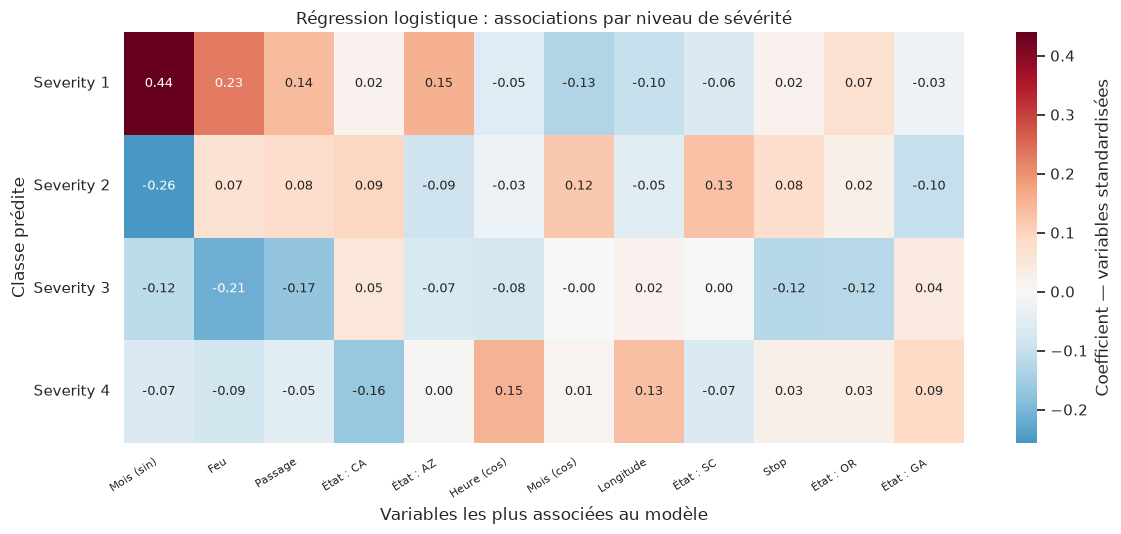 Régression logistique : associations par niveau de sévérité
Classe prédite
Severity 1
0.44 0.23 0.14 0.02 0.15 -0.05 -0.13 -0.10 -0.06 0.02 0.07 -0.03
Severity 2
-0.26 0.07 0.08 0.09 -0.09 -0.03 0.12 -0.05 0.13 0.08 0.02 -0.10
Severity 3
-0.12 -0.21 -0.17 0.05 -0.07 -0.08 -0.00 0.02 0.00 -0.12 -0.12 0.04
Severity 4
-0.07 -0.09 -0.05 -0.16 0.00 0.15 0.01 0.13 -0.07 0.03 0.03 0.09
Mois (sin)
Feu
Passage
État : CA
État : AZ
Heure (cos)
Mois (cos)
Longitude
État : SC
Stop
État : OR
État : GA
Variables les plus associées au modèle
0.4
0.3
0.2
0.1
0.0
−0.1
−0.2
Coefficient — variables standardisées